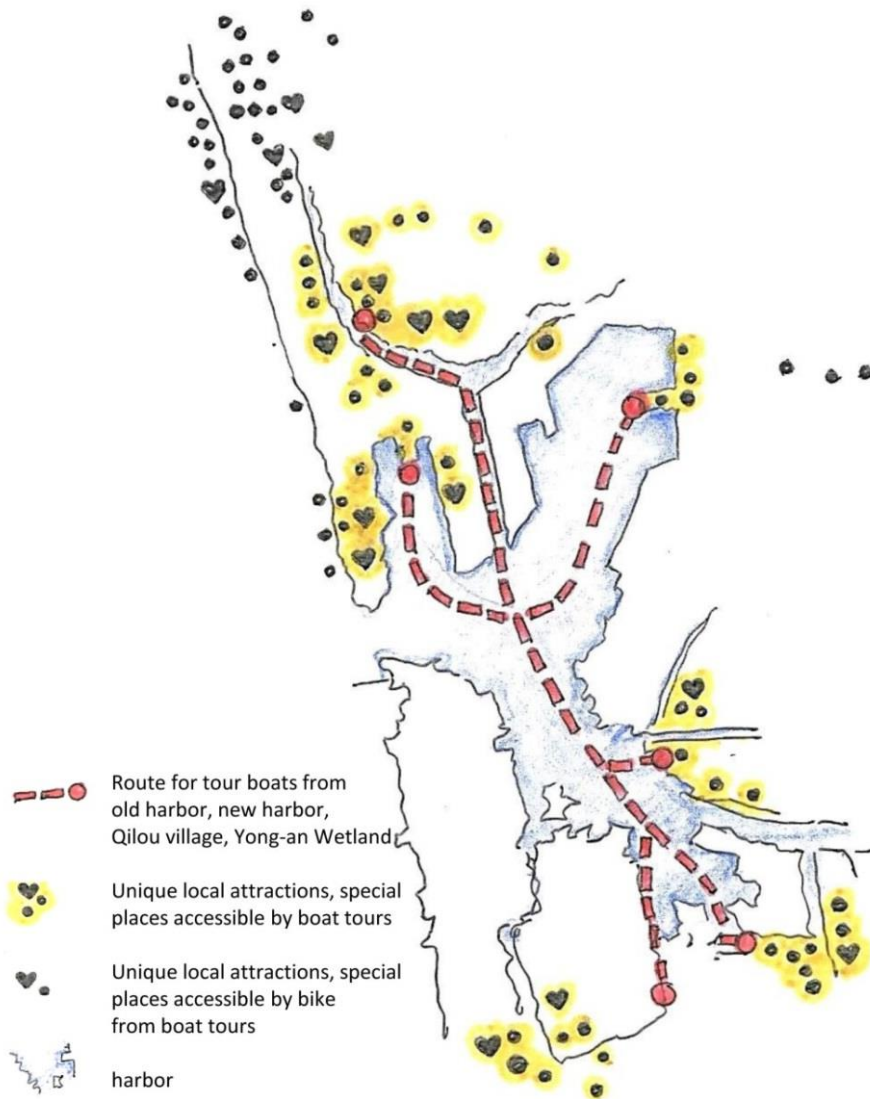 Route for tour boats from
old harbor, new harbor,
Qilou village, Yong-an Wetland
Unique local attractions, special
places accessible by boat tours
Unique local attractions, special
places accessible by bike
from boat tours
harbor